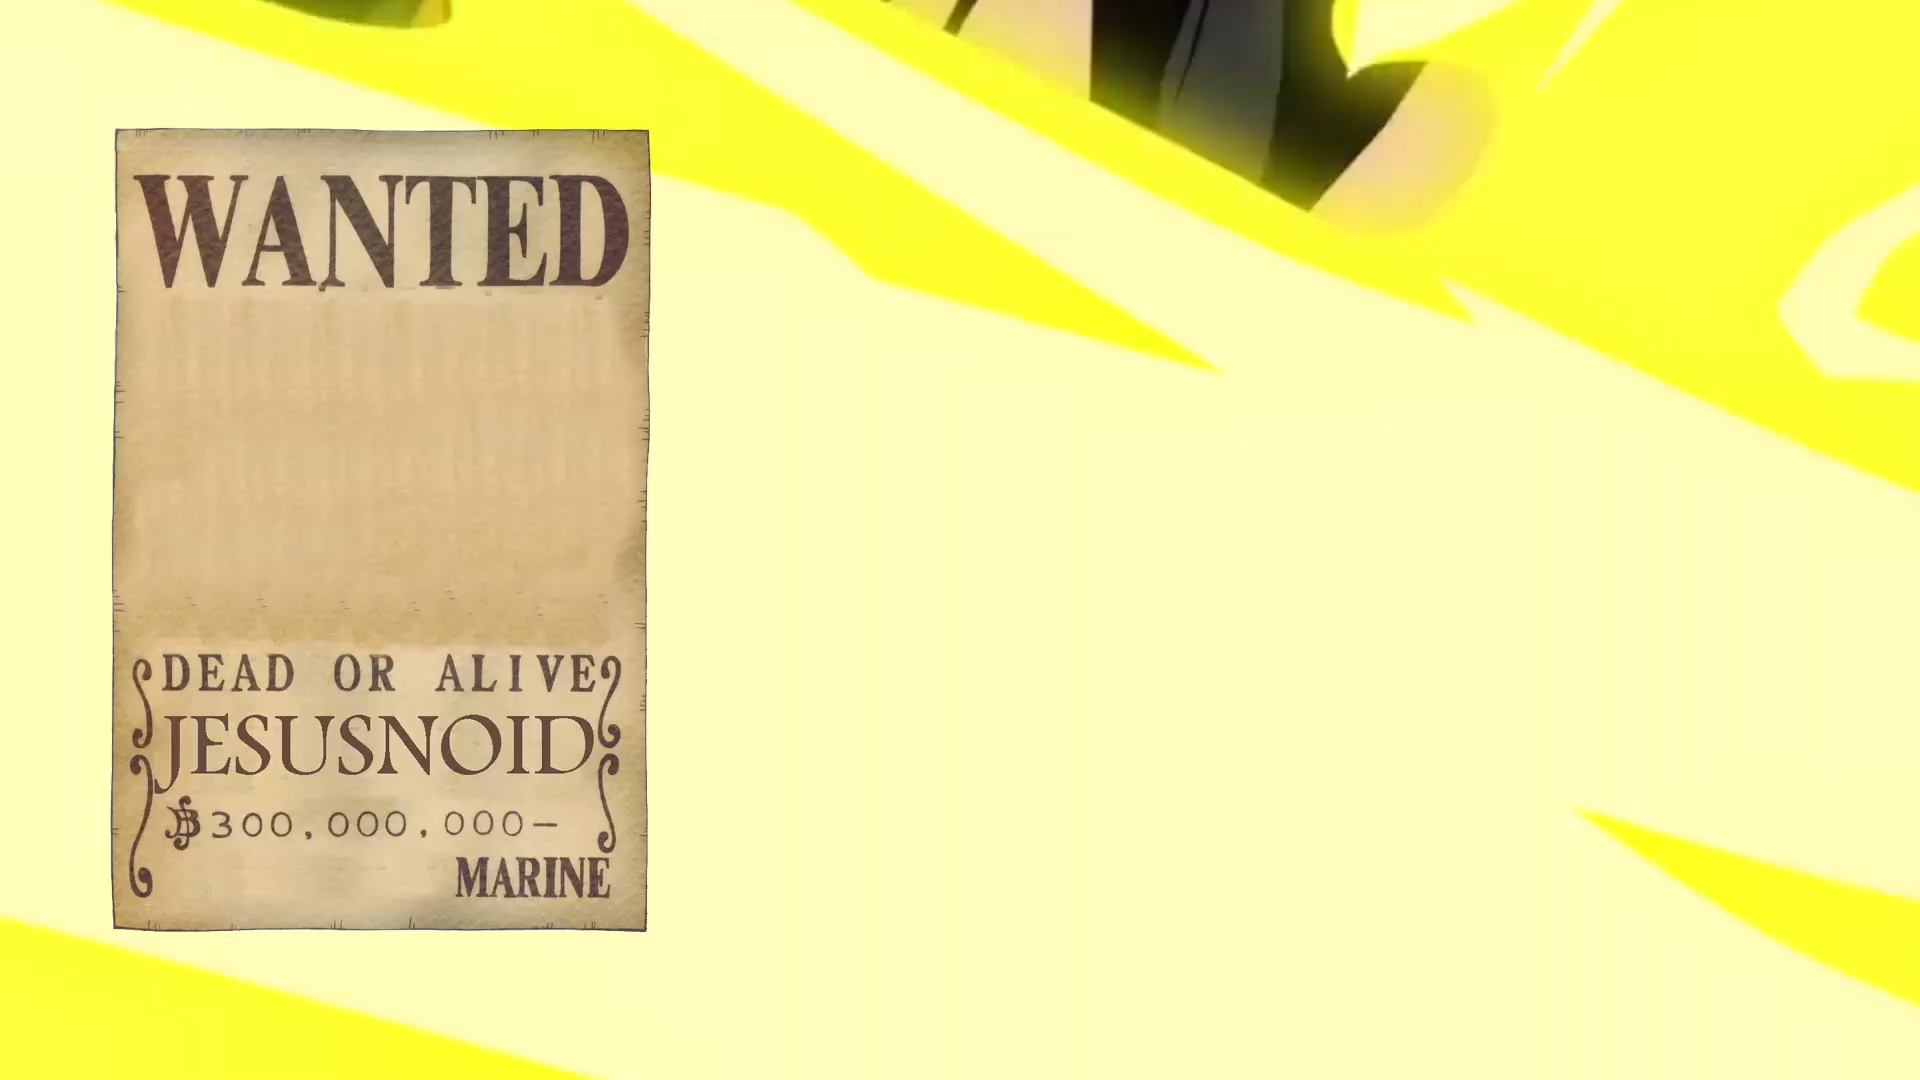 WANTED
DEAD OR ALIVE
JESUSNOID
฿300,000,000-
MARINE